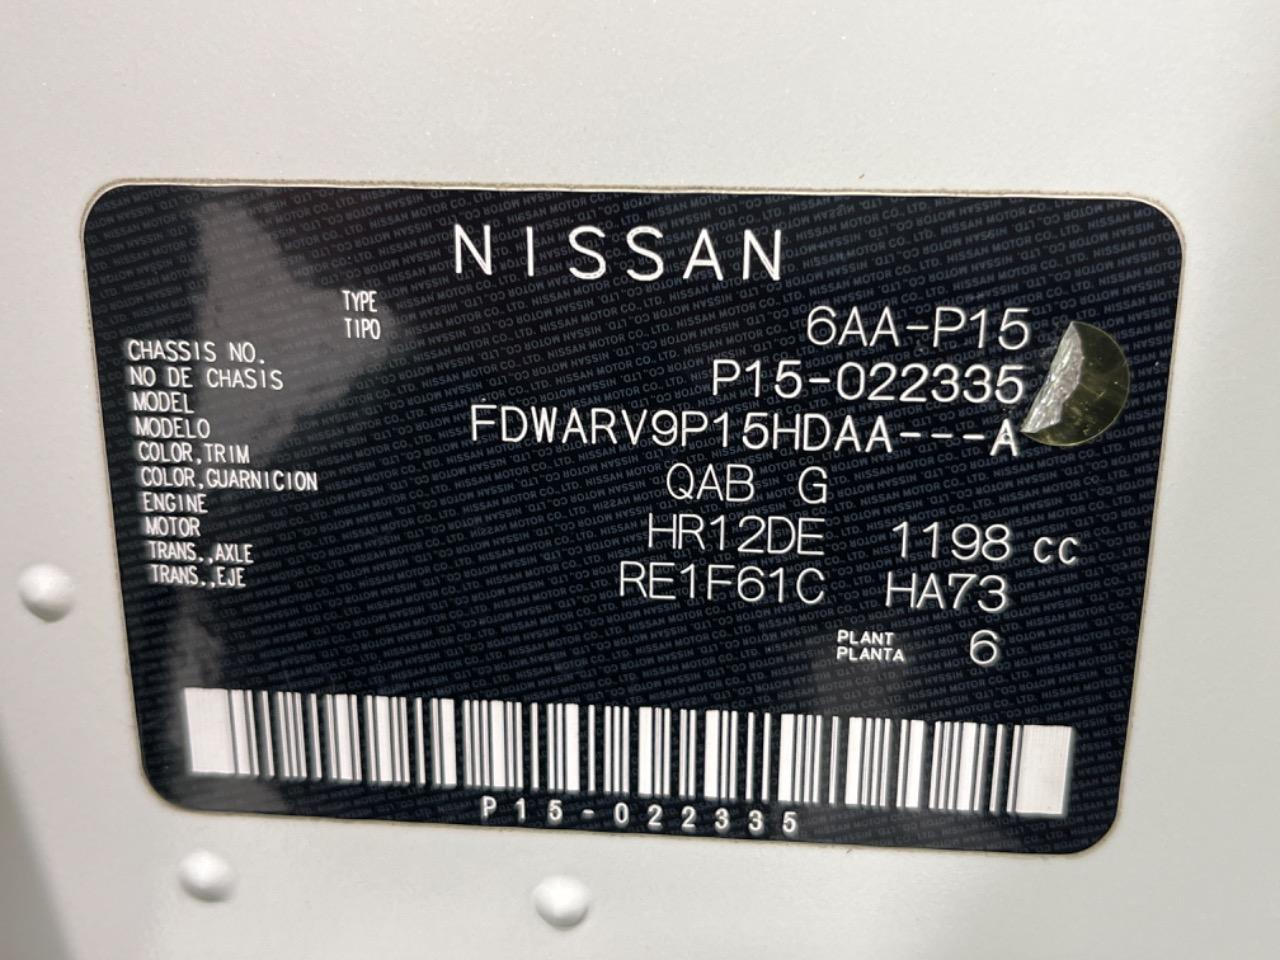 NISSAN
TYPE
TIPO
6AA-P15
CHASSIS NO.
NO DE CHASIS
P15-022335
MODEL
MODELO
FDWARV9P15HDAA---A
COLOR,TRIM
COLOR,GUARNICION
QAB G
ENGINE
MOTOR
HR12DE 1198 CC
TRANS.,AXLE
TRANS.,EJE
RE1F61C HA73
PLANT
PLANTA
6
P15-022335